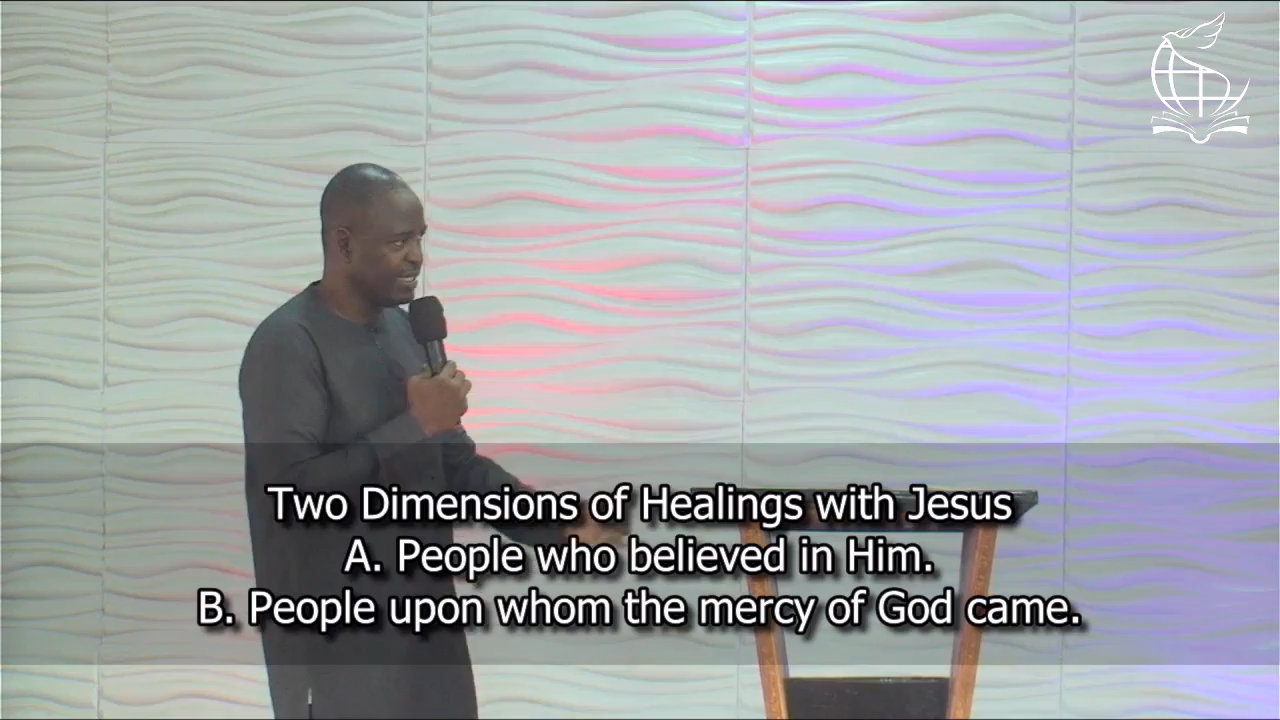 Two Dimensions of Healings with Jesus
A. People who believed in Him.
B. People upon whom the mercy of God came.